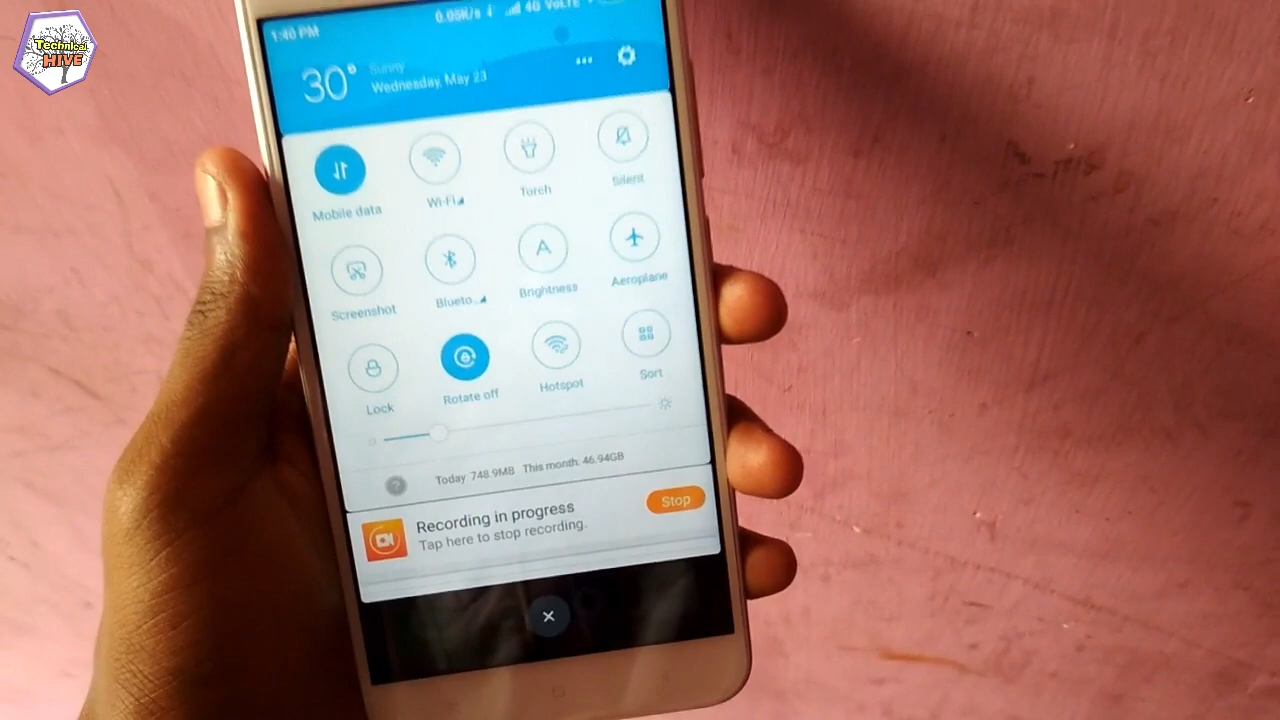 Technical
HIVE
1:40 PM
0.05K/s 4G VoLTE
30°
Sunny
Wednesday, May 23
Mobile data
Wi-Fi
Torch
Silent
Screenshot
Blueto...
A
Brightness
Aeroplane
Lock
Rotate off
Hotspot
Sort
? Today 748.9MB This month: 46.94GB
Recording in progress
Tap here to stop recording.
Stop